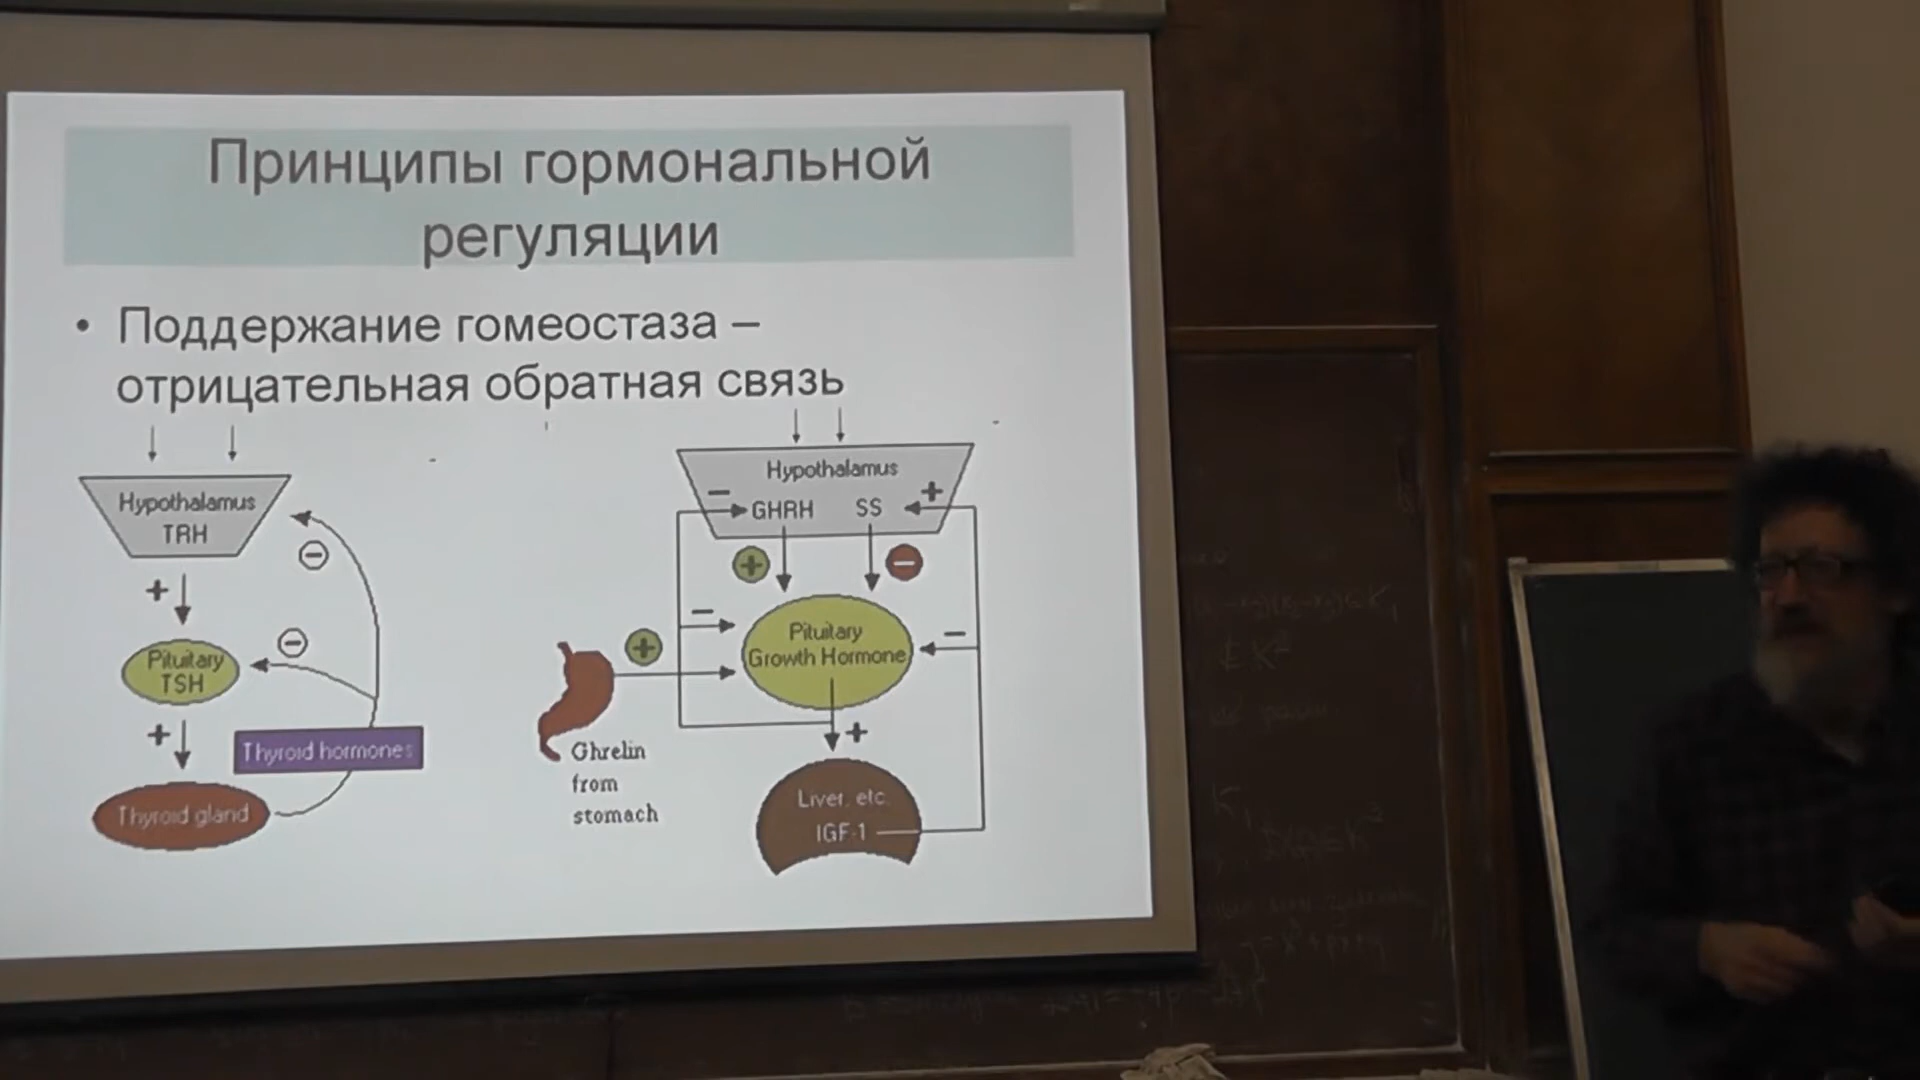 Принципы гормональной
регуляции
• Поддержание гомеостаза –
отрицательная обратная связь
Hypothalamus
TRH
+
Pituitary
TSH
+
Thyroid hormones
Thyroid gland
Hypothalamus
− GHRH SS +
+ −
−
Pituitary
Growth Hormone
−
+
Ghrelin
from
stomach
+
Liver, etc.
IGF-1